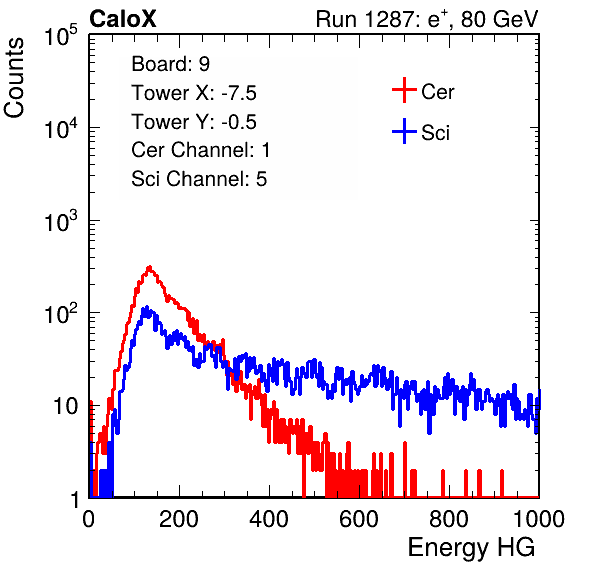 CaloX Run 1287: e⁺, 80 GeV
Board: 9
Tower X: -7.5
Tower Y: -0.5
Cer Channel: 1
Sci Channel: 5
Cer
Sci
Counts
10⁵
10⁴
10³
10²
10
1
0 200 400 600 800 1000
Energy HG